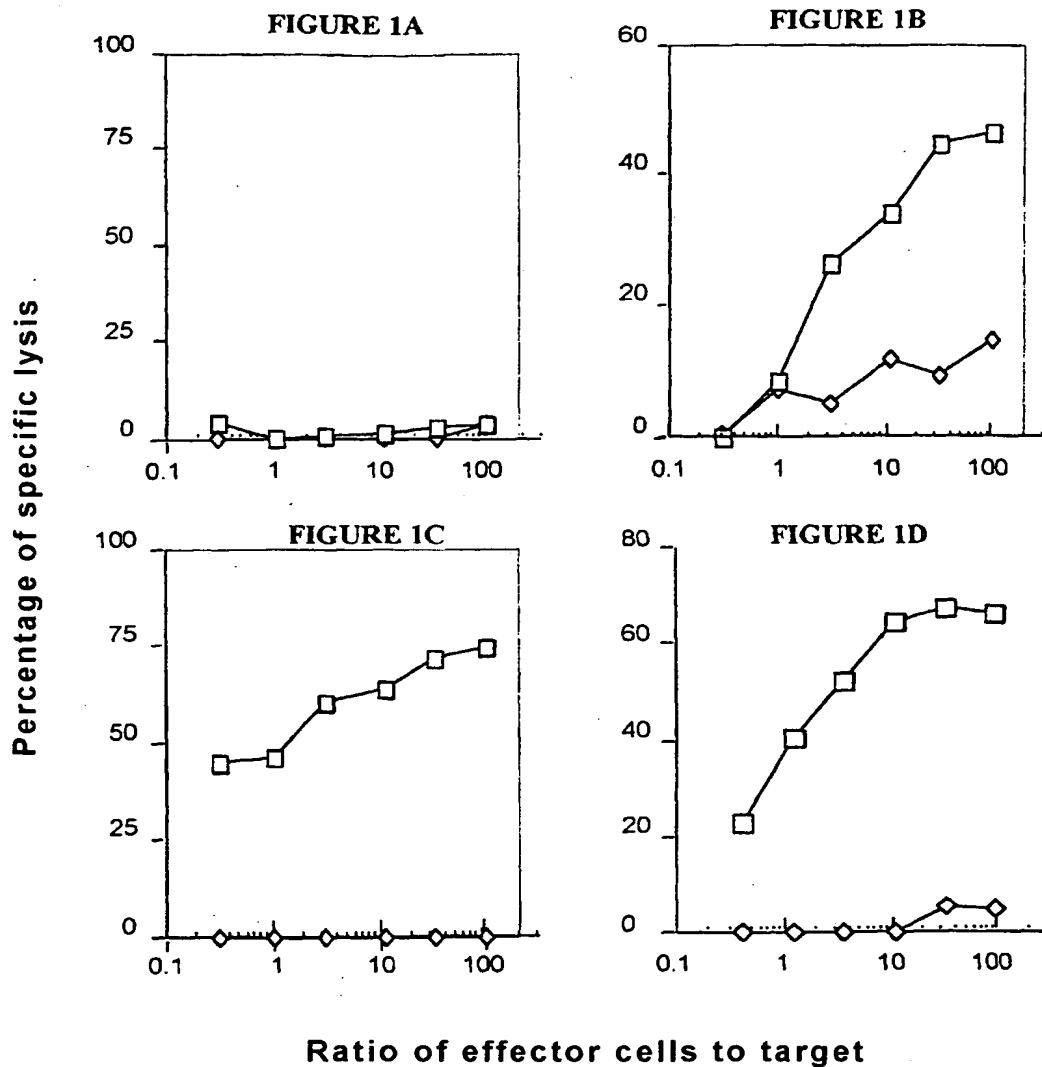 FIGURE 1A
100
75
50
25
0
0.1 1 10 100
FIGURE 1B
60
40
20
0
0.1 1 10 100
FIGURE 1C
100
75
50
25
0
0.1 1 10 100
FIGURE 1D
80
60
40
20
0
0.1 1 10 100
Percentage of specific lysis
Ratio of effector cells to target